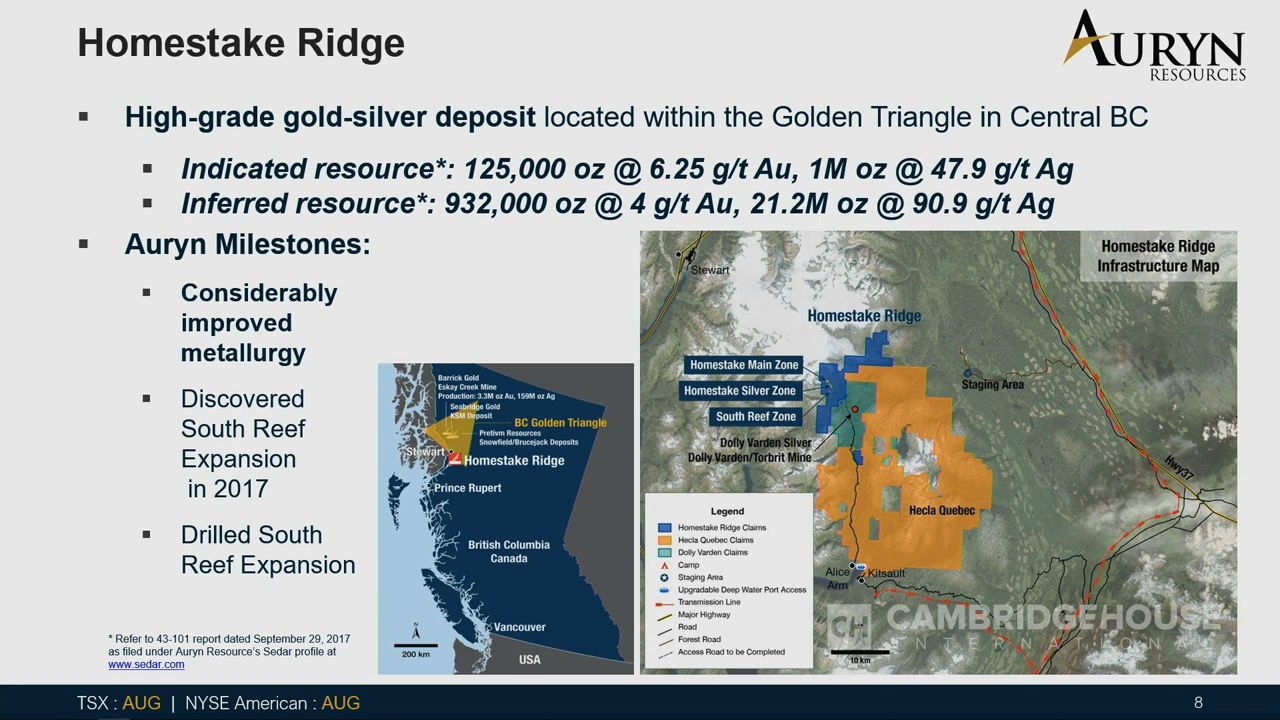 Homestake Ridge
AURYN
RESOURCES
▪ High-grade gold-silver deposit located within the Golden Triangle in Central BC
▪ Indicated resource*: 125,000 oz @ 6.25 g/t Au, 1M oz @ 47.9 g/t Ag
▪ Inferred resource*: 932,000 oz @ 4 g/t Au, 21.2M oz @ 90.9 g/t Ag
▪ Auryn Milestones:
▪ Considerably
improved
metallurgy
▪ Discovered
South Reef
Expansion
in 2017
▪ Drilled South
Reef Expansion
* Refer to 43-101 report dated September 29, 2017
as filed under Auryn Resource's Sedar profile at
www.sedar.com
Barrick Gold
Eskay Creek Mine
Production: 3.3M oz Au, 159M oz Ag
Seabridge Gold
KSM Deposit
BC Golden Triangle
Pretivm Resources
Snowfield/Brucejack Deposits
Stewart
Homestake Ridge
Prince Rupert
British Columbia
Canada
Vancouver
N
200 km
USA
Homestake Ridge
Infrastructure Map
Stewart
Homestake Ridge
Homestake Main Zone
Homestake Silver Zone
South Reef Zone
Staging Area
Dolly Varden Silver
Dolly Varden/Torbrit Mine
Hwy37
Hecla Quebec
Alice
Arm
Kitsault
Legend
Homestake Ridge Claims
Hecla Quebec Claims
Dolly Varden Claims
Camp
Staging Area
Upgradable Deep Water Port Access
Transmission Line
Major Highway
Road
Forest Road
Access Road to be Completed
CAMBRIDGEHOUSE
INTERNATIONAL
10 km
TSX : AUG | NYSE American : AUG
8